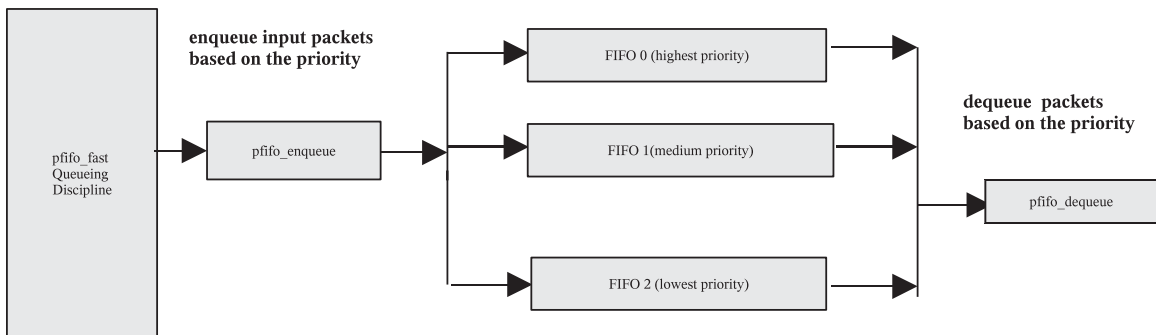 pfifo_fast
Queueing
Discipline
enqueue input packets
based on the priority
pfifo_enqueue
FIFO 0 (highest priority)
FIFO 1(medium priority)
FIFO 2 (lowest priority)
dequeue packets
based on the priority
pfifo_dequeue